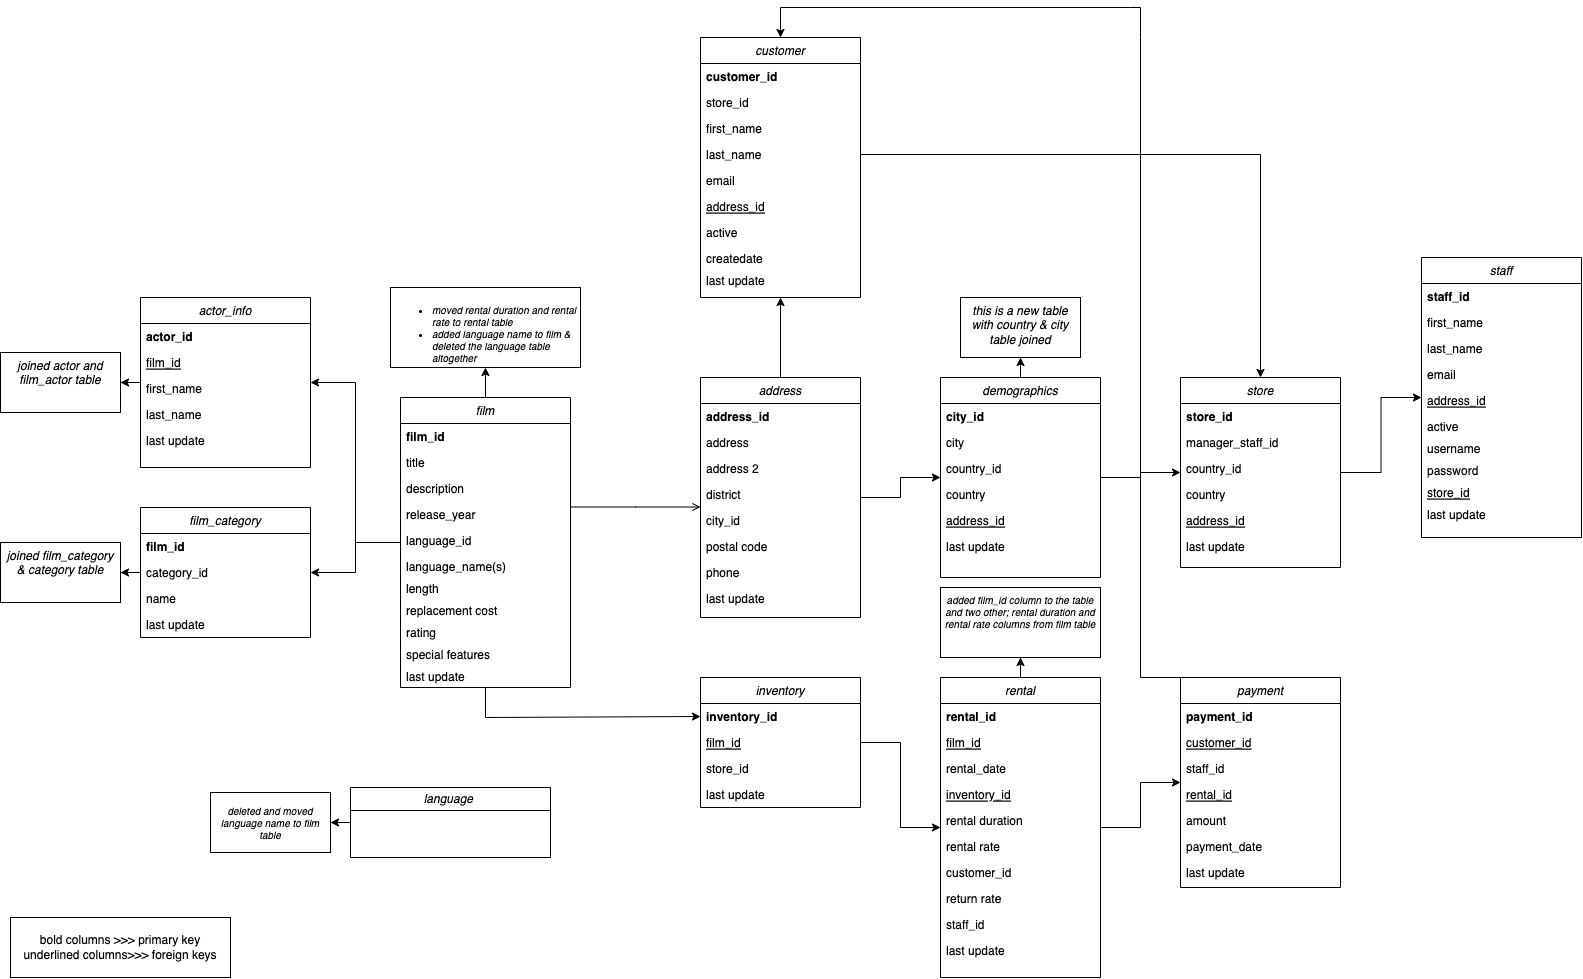 customer
customer_id
store_id
first_name
last_name
email
address_id
active
createdate
last update
staff
staff_id
first_name
last_name
email
address_id
active
username
password
store_id
last update
actor_info
actor_id
film_id
first_name
last_name
last update
joined actor and
film_actor table
• moved rental duration and rental
rate to rental table
• added language name to film &
deleted the language table
altogether
this is a new table
with country & city
table joined
film
film_id
title
description
release_year
language_id
language_name(s)
length
replacement cost
rating
special features
last update
address
address_id
address
address 2
district
city_id
postal code
phone
last update
demographics
city_id
city
country_id
country
address_id
last update
store
store_id
manager_staff_id
country_id
country
address_id
last update
film_category
film_id
category_id
name
last update
joined film_category
& category table
added film_id column to the table
and two other; rental duration and
rental rate columns from film table
inventory
inventory_id
film_id
store_id
last update
rental
rental_id
film_id
rental_date
inventory_id
rental duration
rental rate
customer_id
return rate
staff_id
last update
payment
payment_id
customer_id
staff_id
rental_id
amount
payment_date
last update
language
deleted and moved
language name to film
table
bold columns >>> primary key
underlined columns>>> foreign keys